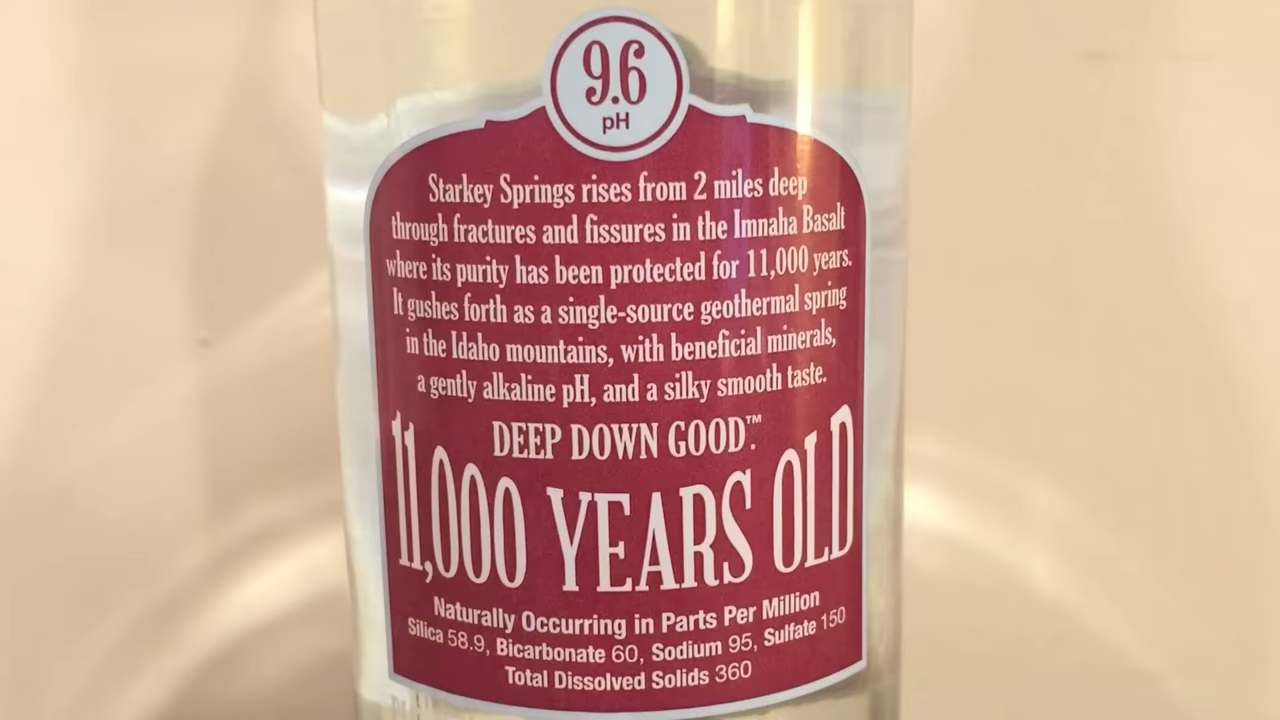 9.6
pH
Starkey Springs rises from 2 miles deep
through fractures and fissures in the Imnaha Basalt
where its purity has been protected for 11,000 years.
It gushes forth as a single-source geothermal spring
in the Idaho mountains, with beneficial minerals,
a gently alkaline pH, and a silky smooth taste.
DEEP DOWN GOOD.™
11,000 YEARS OLD
Naturally Occurring in Parts Per Million
Silica 58.9, Bicarbonate 60, Sodium 95, Sulfate 150
Total Dissolved Solids 360